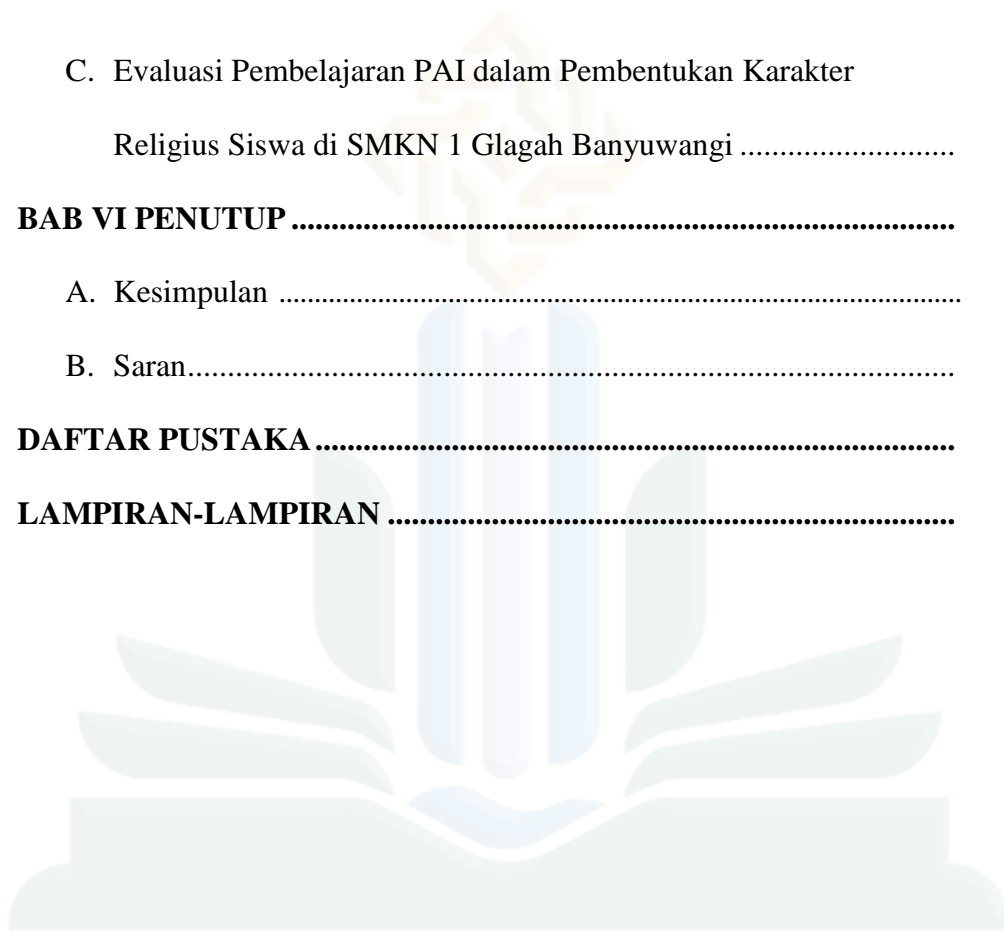 C. Evaluasi Pembelajaran PAI dalam Pembentukan Karakter
Religius Siswa di SMKN 1 Glagah Banyuwangi ...........................
BAB VI PENUTUP .....................................................................................
A. Kesimpulan .......................................................................................
B. Saran................................................................................................
DAFTAR PUSTAKA ..................................................................................
LAMPIRAN-LAMPIRAN .........................................................................